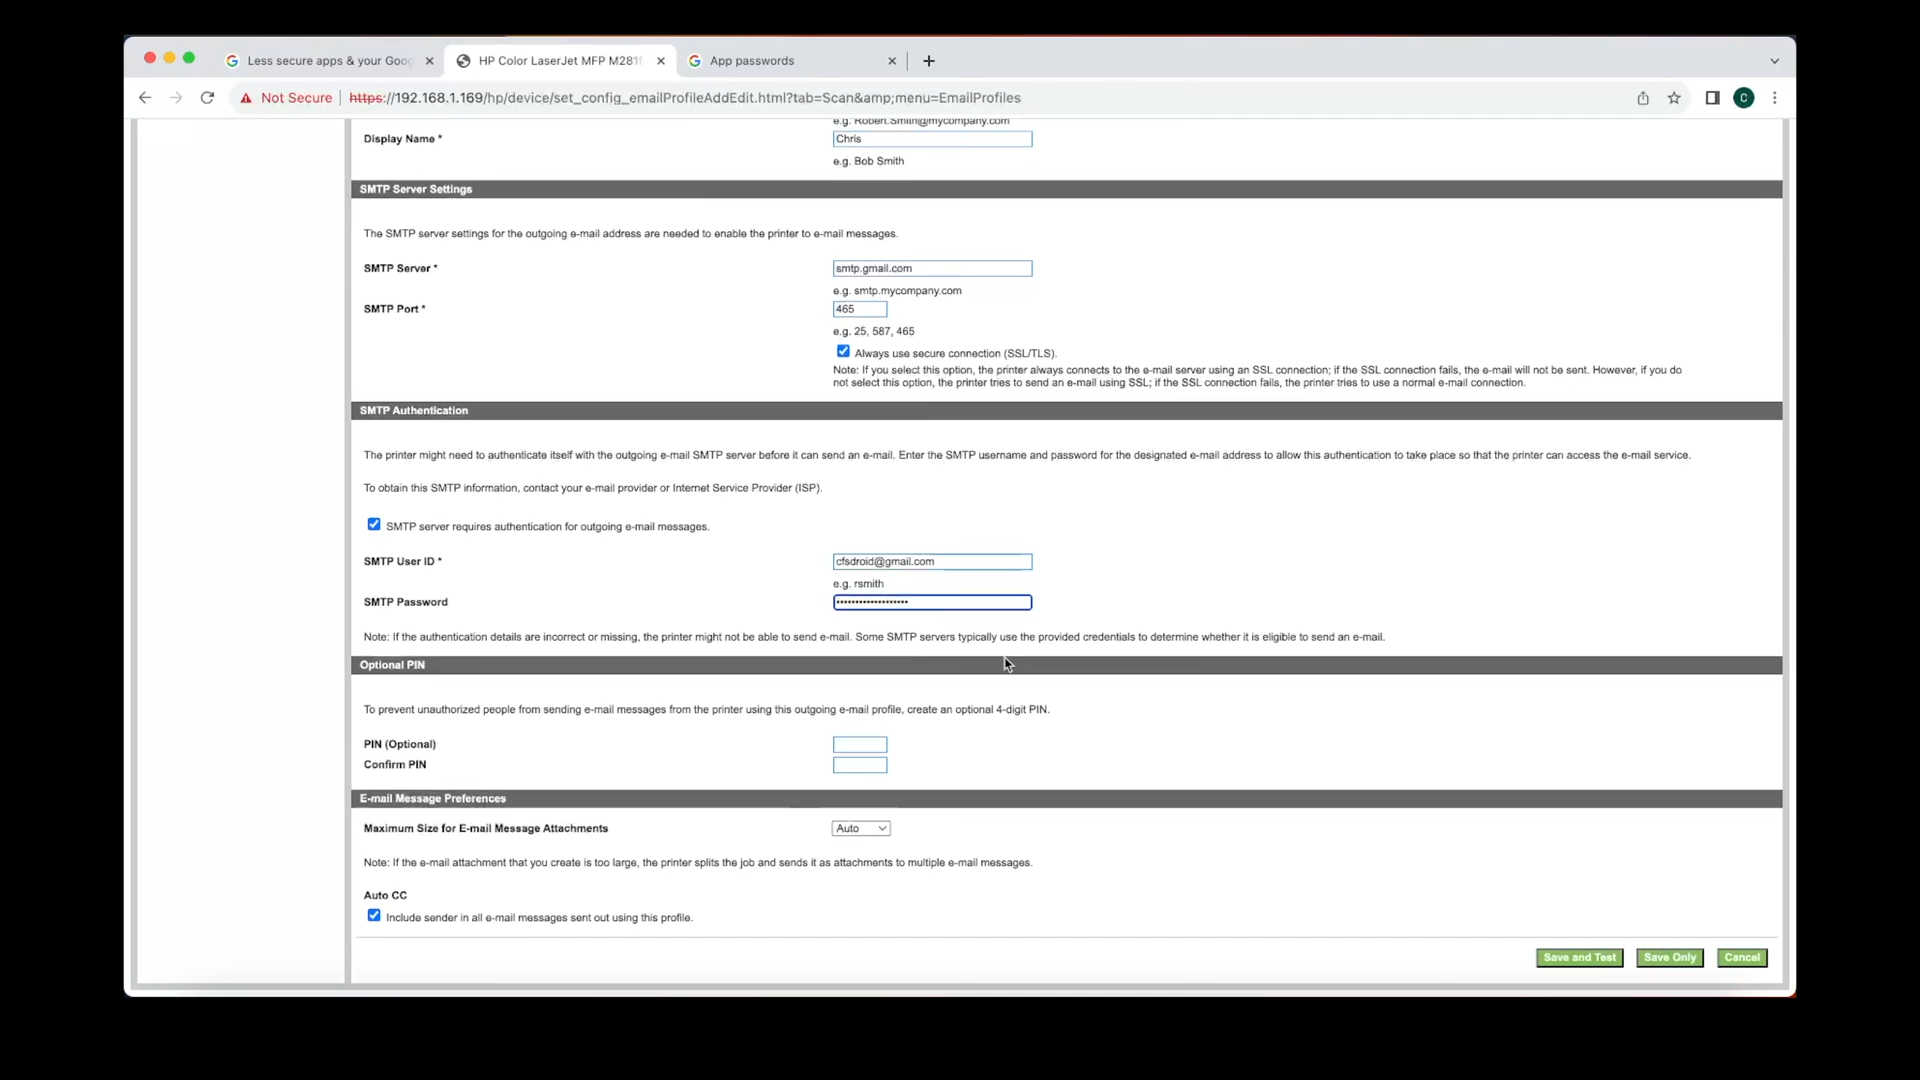 Less secure apps & your Goo
HP Color LaserJet MFP M281f
App passwords
Not Secure
https://192.168.1.169/hp/device/set_config_emailProfileAddEdit.html?tab=Scan&amp;menu=EmailProfiles
C
e.g. Robert.Smith@mycompany.com
Display Name *
Chris
e.g. Bob Smith
SMTP Server Settings
The SMTP server settings for the outgoing e-mail address are needed to enable the printer to e-mail messages.
SMTP Server *
smtp.gmail.com
e.g. smtp.mycompany.com
SMTP Port *
465
e.g. 25, 587, 465
Always use secure connection (SSL/TLS).
Note: If you select this option, the printer always connects to the e-mail server using an SSL connection; if the SSL connection fails, the e-mail will not be sent. However, if you do
not select this option, the printer tries to send an e-mail using SSL; if the SSL connection fails, the printer tries to use a normal e-mail connection.
SMTP Authentication
The printer might need to authenticate itself with the outgoing e-mail SMTP server before it can send an e-mail. Enter the SMTP username and password for the designated e-mail address to allow this authentication to take place so that the printer can access the e-mail service.
To obtain this SMTP information, contact your e-mail provider or Internet Service Provider (ISP).
SMTP server requires authentication for outgoing e-mail messages.
SMTP User ID *
cfsdroid@gmail.com
e.g. rsmith
SMTP Password
Note: If the authentication details are incorrect or missing, the printer might not be able to send e-mail. Some SMTP servers typically use the provided credentials to determine whether it is eligible to send an e-mail.
Optional PIN
To prevent unauthorized people from sending e-mail messages from the printer using this outgoing e-mail profile, create an optional 4-digit PIN.
PIN (Optional)
Confirm PIN
E-mail Message Preferences
Maximum Size for E-mail Message Attachments
Auto
Note: If the e-mail attachment that you create is too large, the printer splits the job and sends it as attachments to multiple e-mail messages.
Auto CC
Include sender in all e-mail messages sent out using this profile.
Save and Test
Save Only
Cancel